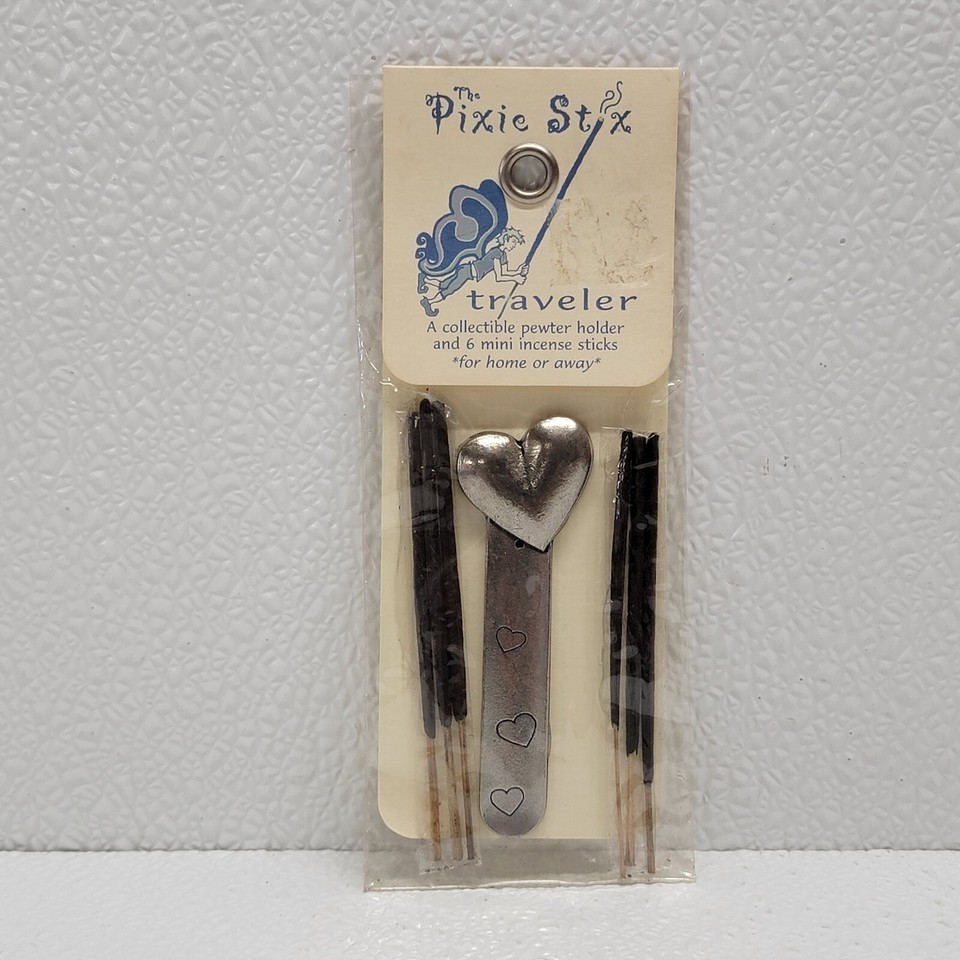 The
Pixie Stix
traveler
A collectible pewter holder
and 6 mini incense sticks
*for home or away*